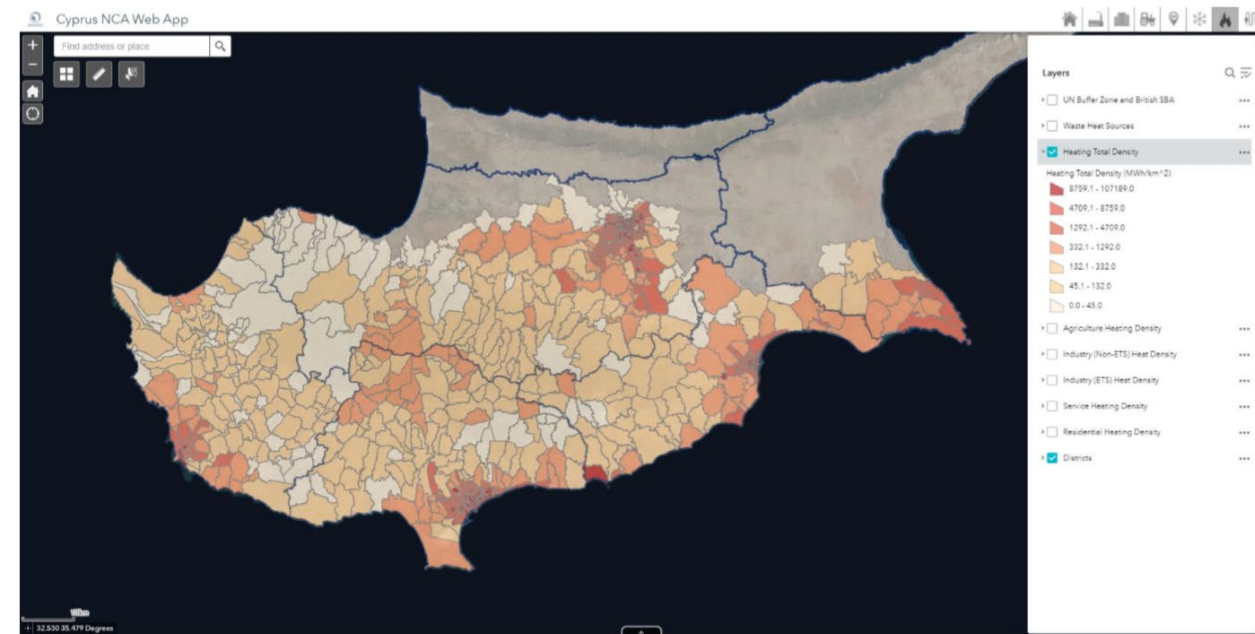 Cyprus NCA Web App
Find address or place
Layers
UN Buffer Zone and British SBA
Waste Heat Sources
Heating Total Density
Heating Total Density (MWh/km^2)
8759.1 - 107189.0
4709.1 - 8759.0
1292.1 - 4709.0
332.1 - 1292.0
132.1 - 332.0
45.1 - 132.0
0.0 - 45.0
Agriculture Heating Density
Industry (Non-ETS) Heat Density
Industry (ETS) Heat Density
Service Heating Density
Residential Heating Density
Districts
10km
32.530 35.479 Degrees